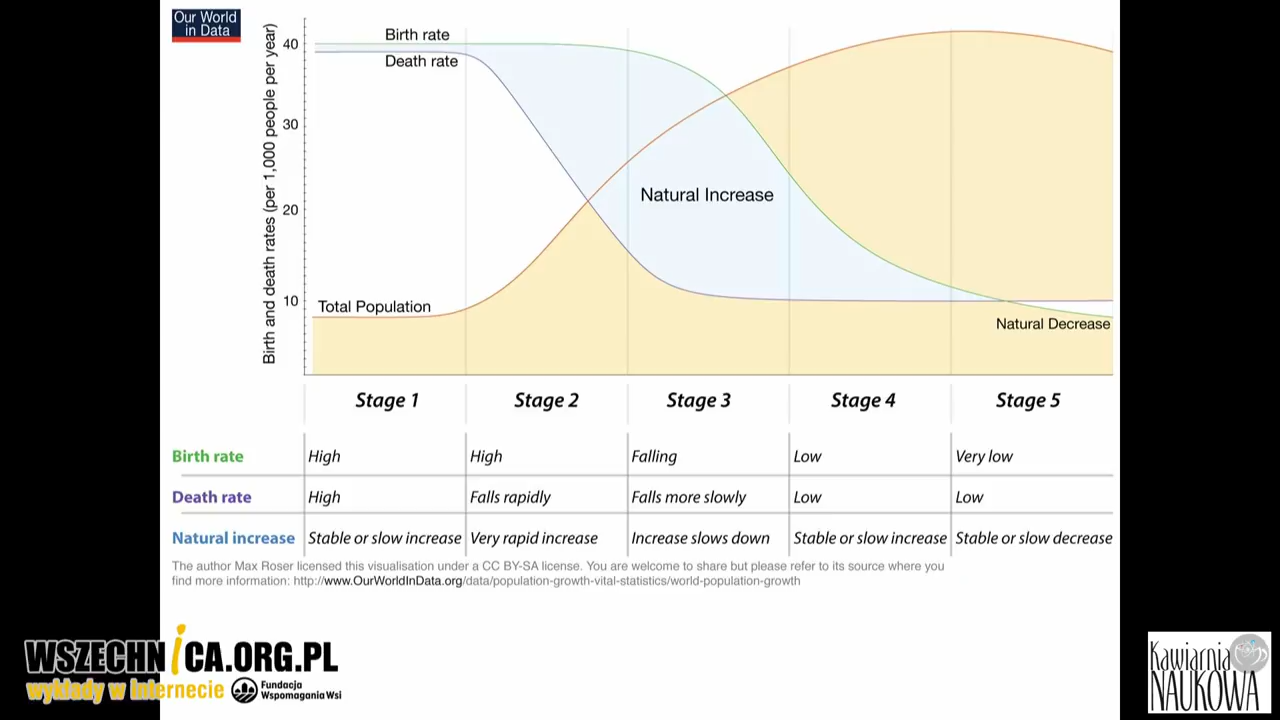 Our World
in Data
Birth and death rates (per 1,000 people per year)
40
30
20
10
Birth rate
Death rate
Natural Increase
Total Population
Natural Decrease
Stage 1 Stage 2 Stage 3 Stage 4 Stage 5
Birth rate High High Falling Low Very low
Death rate High Falls rapidly Falls more slowly Low Low
Natural increase Stable or slow increase Very rapid increase Increase slows down Stable or slow increase Stable or slow decrease
The author Max Roser licensed this visualisation under a CC BY-SA license. You are welcome to share but please refer to its source where you
find more information: http://www.OurWorldInData.org/data/population-growth-vital-statistics/world-population-growth
WSZECHNiCA.ORG.PL
wykłady w internecie
Fundacja
Wspomagania Wsi
Kawiarnia
NAUKOWA